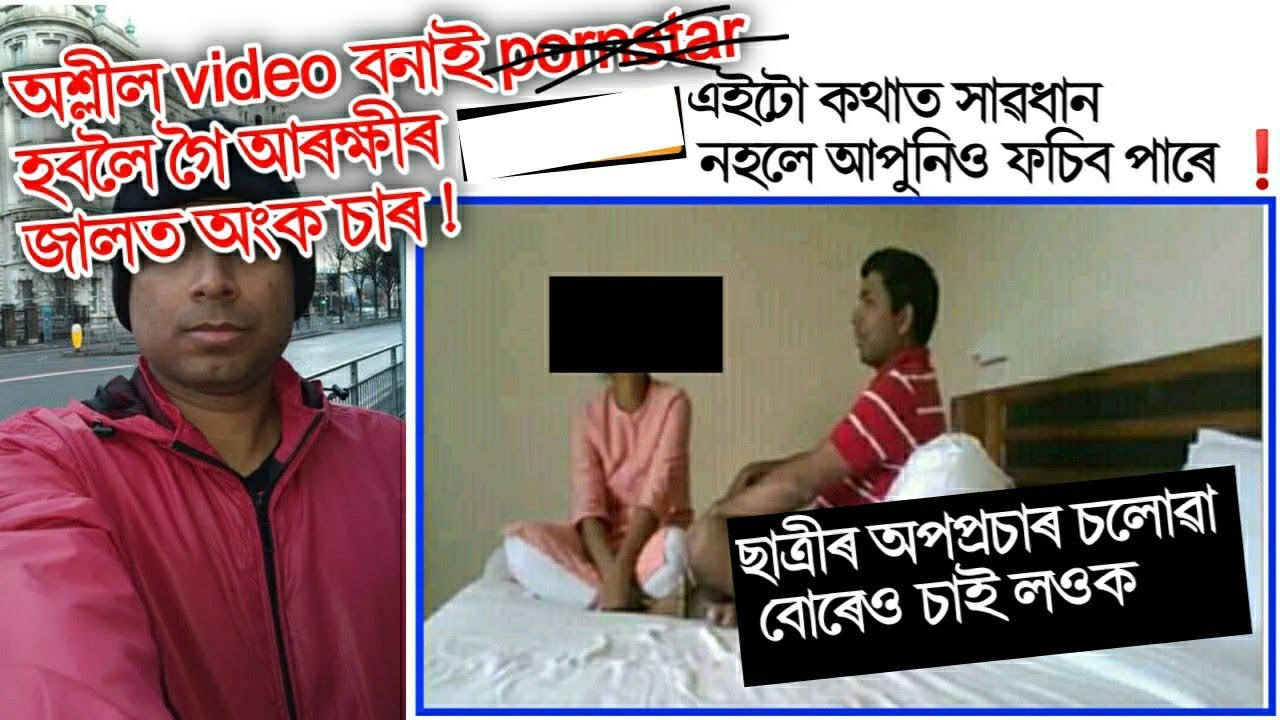 অশ্লীল video বনাই pornstar
হবলৈ গৈ আৰক্ষীৰ
জালত অংক চাৰ !
এইটো কথাত সাৱধান
নহলে আপুনিও ফচিব পাৰে ❗
ছাত্ৰীৰ অপপ্ৰচাৰ চলোৱা
বোৰেও চাই লওক